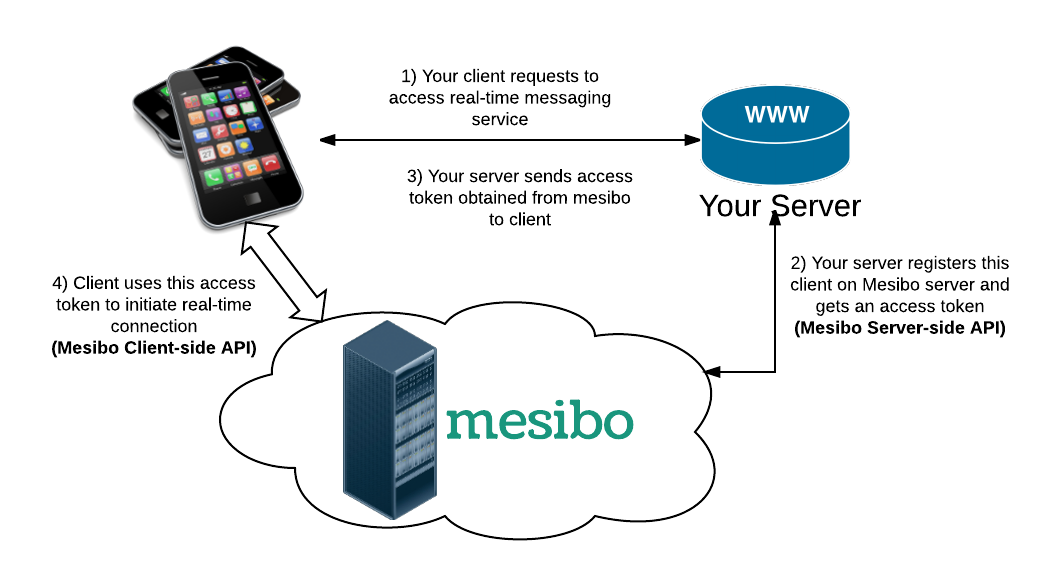 1) Your client requests to
access real-time messaging
service
WWW
3) Your server sends access
token obtained from mesibo
to client
Your Server
2) Your server registers this
client on Mesibo server and
gets an access token
(Mesibo Server-side API)
4) Client uses this access
token to initiate real-time
connection
(Mesibo Client-side API)
mesibo